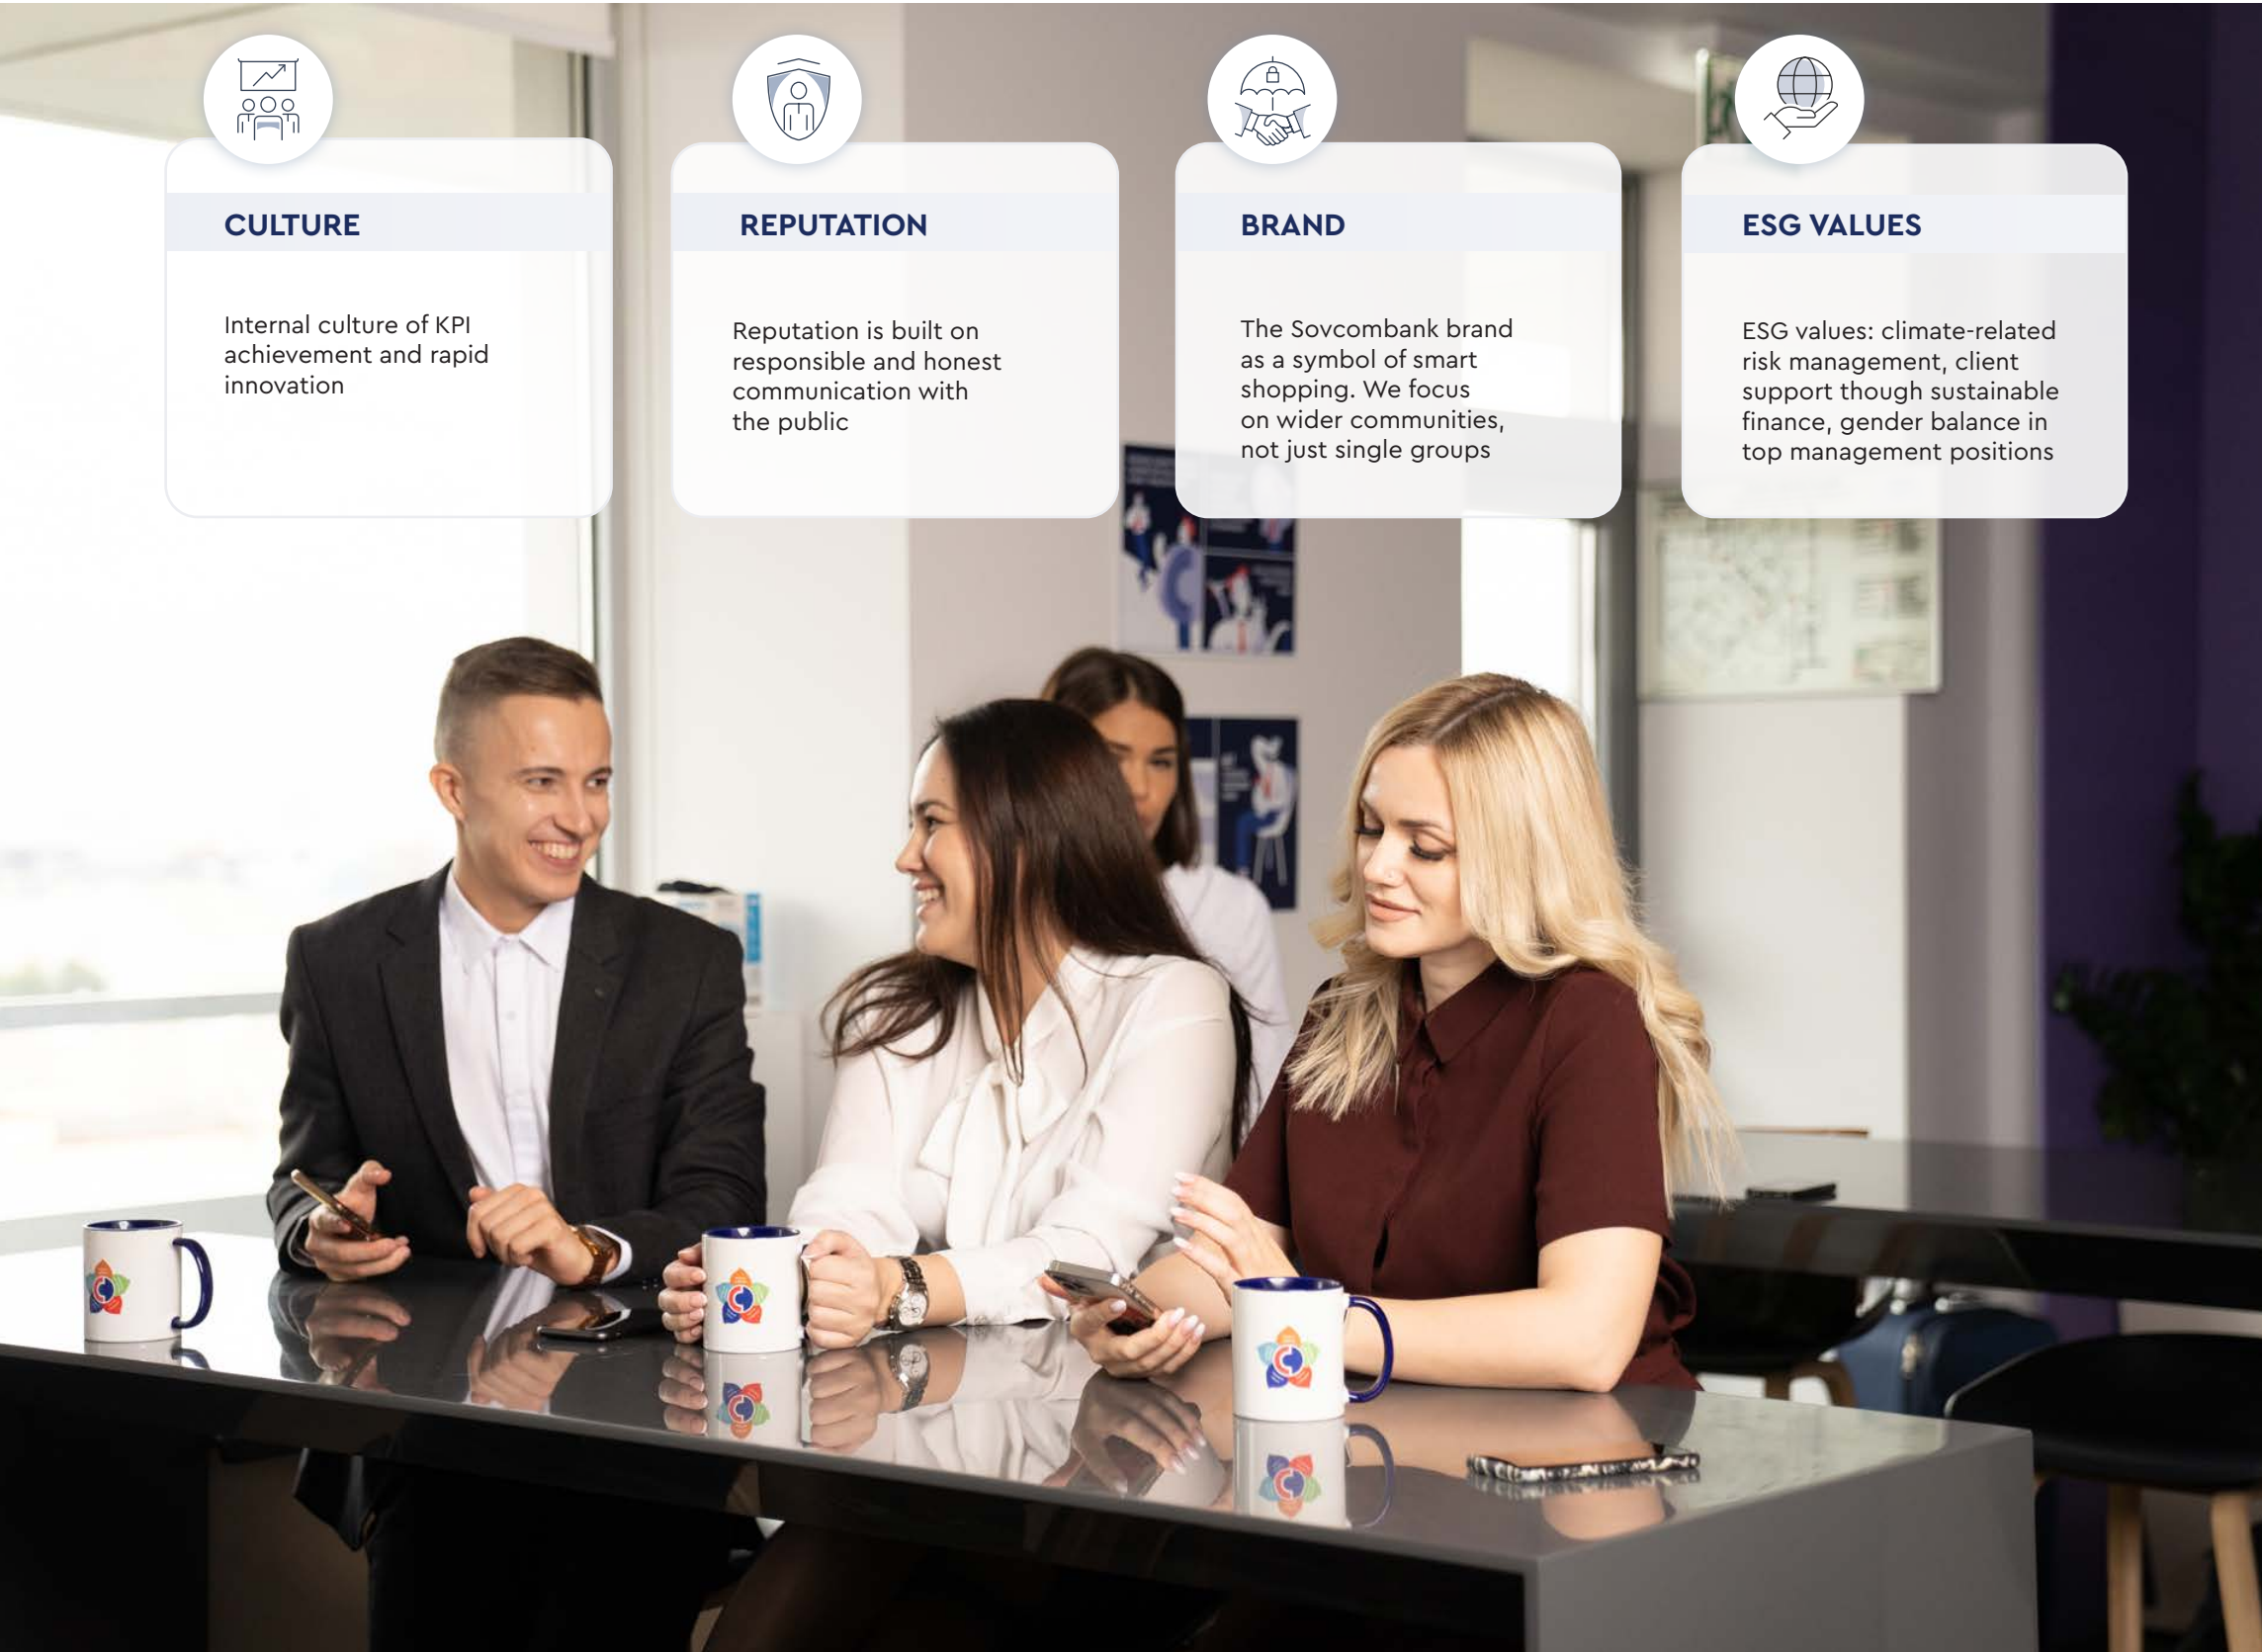 CULTURE
Internal culture of KPI
achievement and rapid
innovation
REPUTATION
Reputation is built on
responsible and honest
communication with
the public
BRAND
The Sovcombank brand
as a symbol of smart
shopping. We focus
on wider communities,
not just single groups
ESG VALUES
ESG values: climate-related
risk management, client
support though sustainable
finance, gender balance in
top management positions